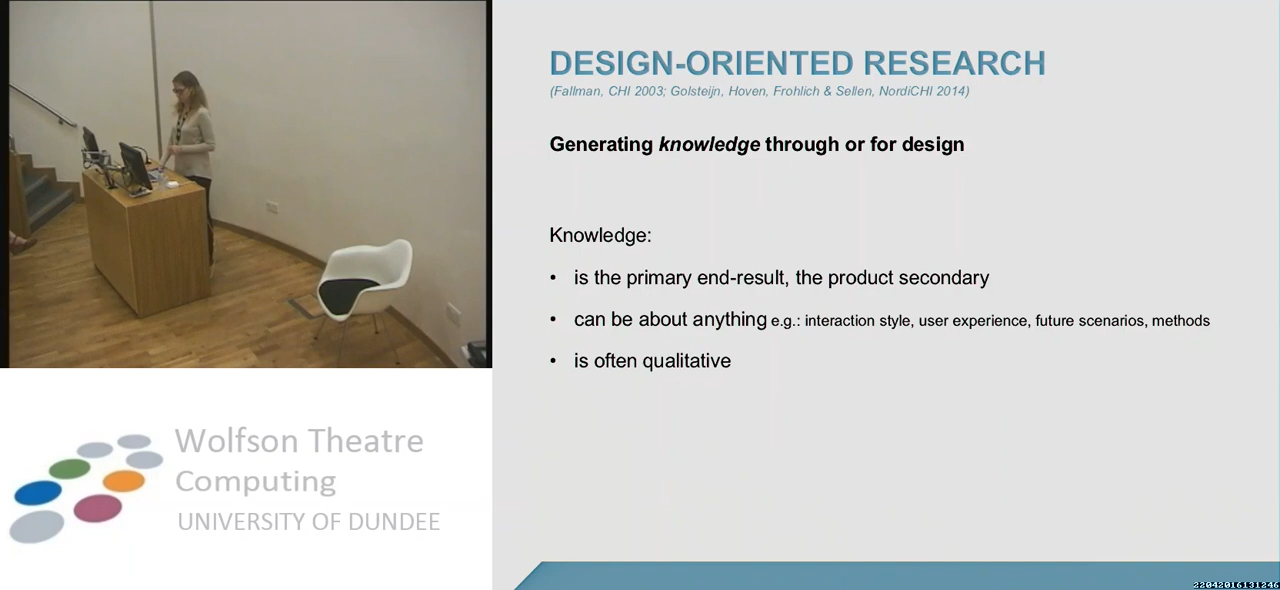 DESIGN-ORIENTED RESEARCH
(Fallman, CHI 2003; Golsteijn, Hoven, Frohlich & Sellen, NordiCHI 2014)
Generating knowledge through or for design
Knowledge:
• is the primary end-result, the product secondary
• can be about anything e.g.: interaction style, user experience, future scenarios, methods
• is often qualitative
Wolfson Theatre
Computing
UNIVERSITY OF DUNDEE
22042016131246